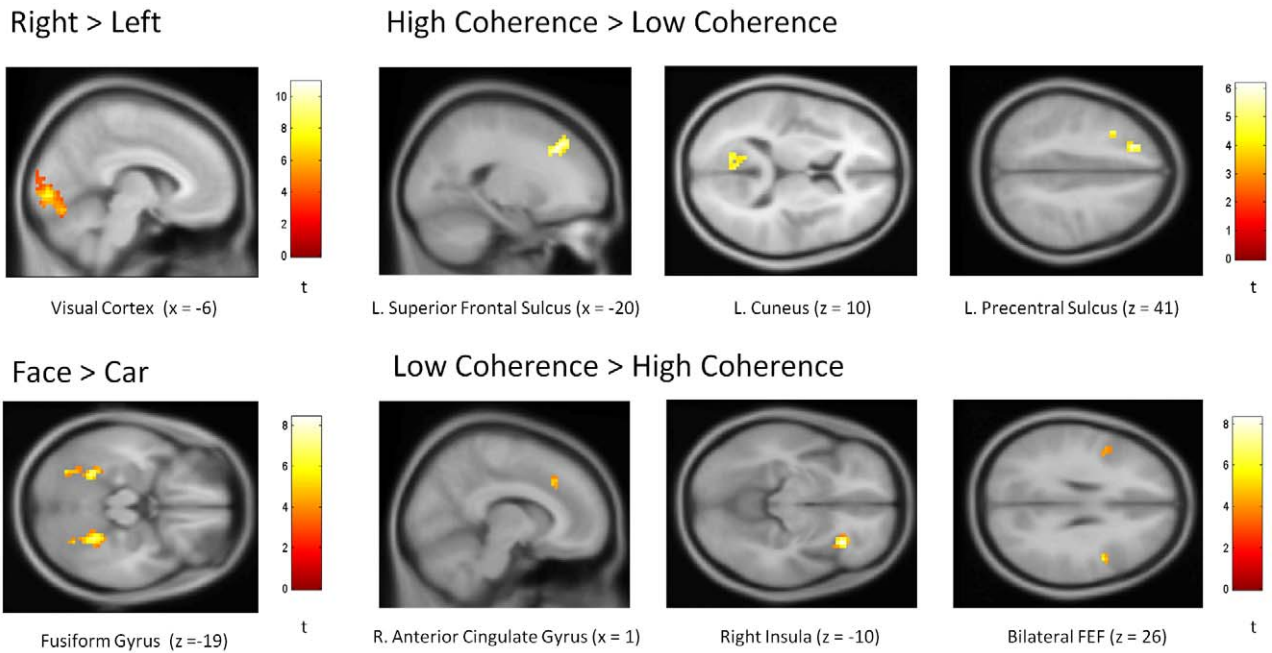 Right > Left
High Coherence > Low Coherence
10
8
6
4
2
0
t
6
5
4
3
2
1
0
t
Visual Cortex (x = -6)
L. Superior Frontal Sulcus (x = -20)
L. Cuneus (z = 10)
L. Precentral Sulcus (z = 41)
Face > Car
Low Coherence > High Coherence
8
6
4
2
0
t
8
6
4
2
0
t
Fusiform Gyrus (z =-19)
R. Anterior Cingulate Gyrus (x = 1)
Right Insula (z = -10)
Bilateral FEF (z = 26)